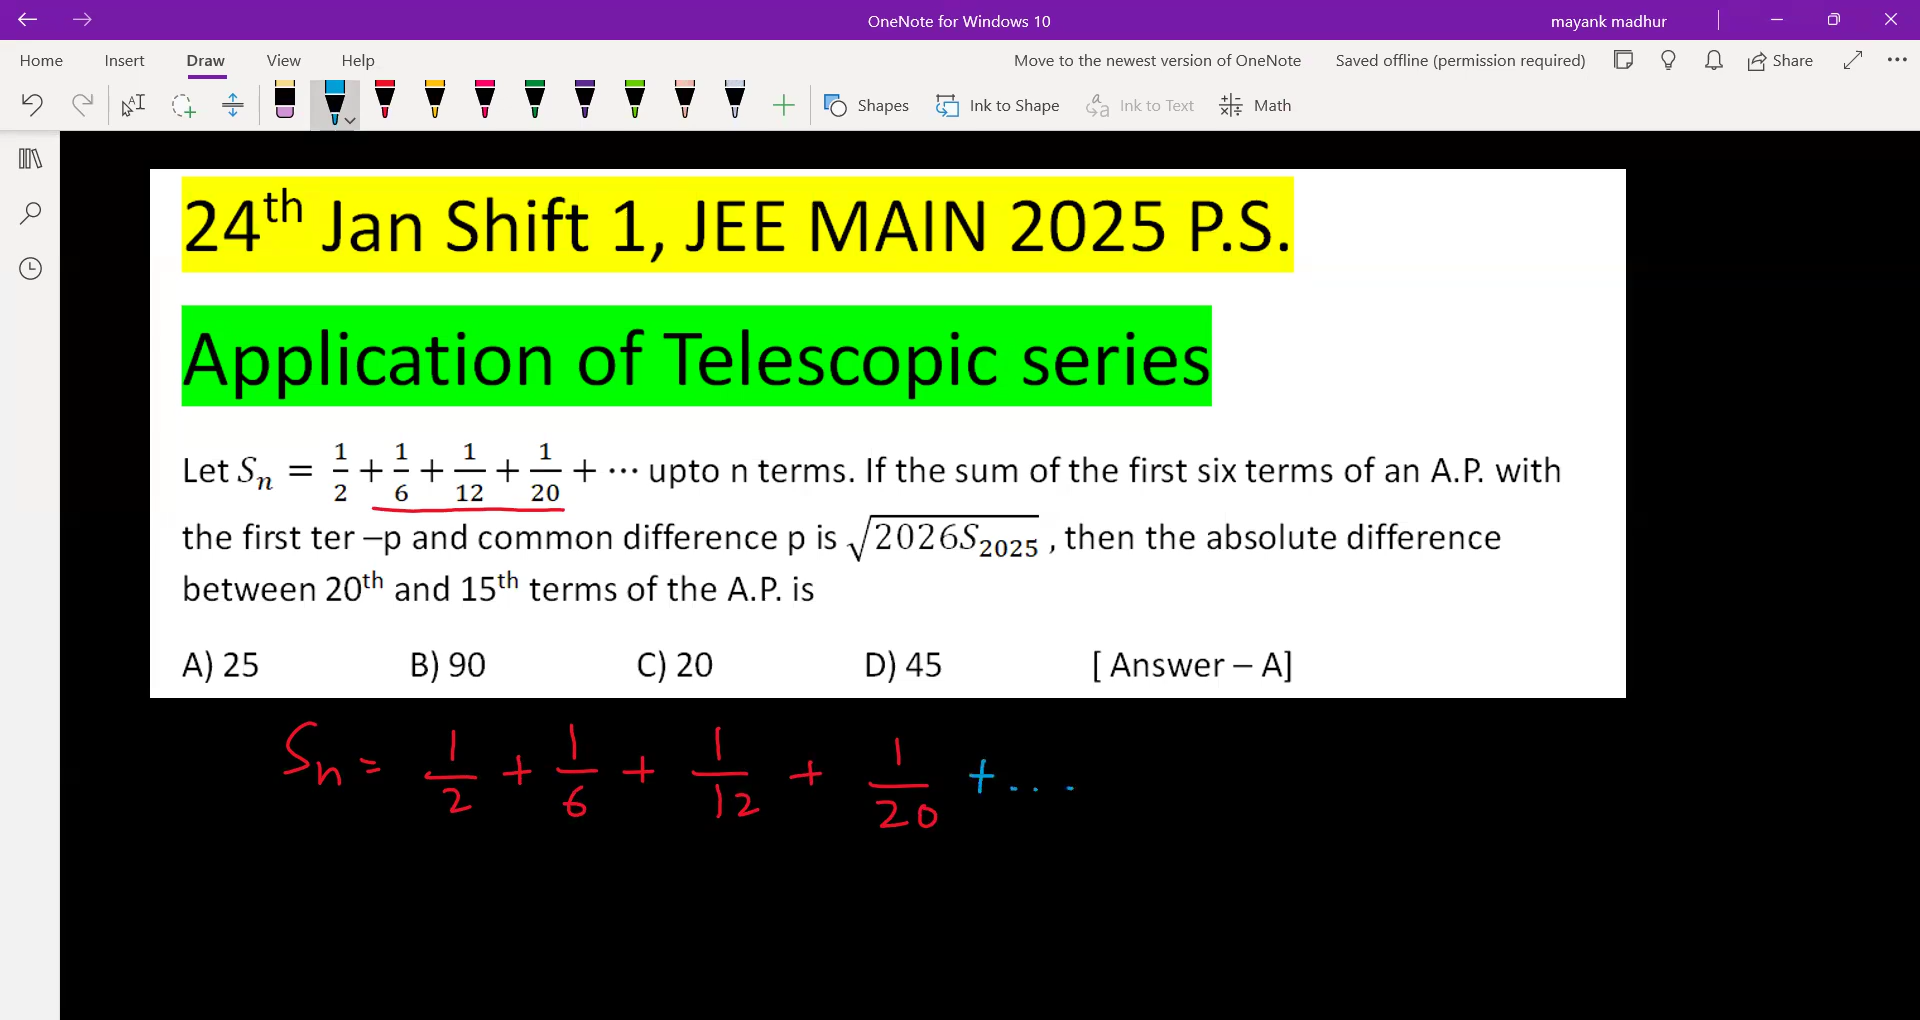 OneNote for Windows 10
mayank madhur
Home Insert Draw View Help
Move to the newest version of OneNote Saved offline (permission required) Share
Shapes Ink to Shape Ink to Text Math
24th Jan Shift 1, JEE MAIN 2025 P.S.
Application of Telescopic series
Let Sₙ = 1/2 + 1/6 + 1/12 + 1/20 + ⋯ upto n terms. If the sum of the first six terms of an A.P. with
the first ter –p and common difference p is √(2026S₂₀₂₅) , then the absolute difference
between 20th and 15th terms of the A.P. is
A) 25 B) 90 C) 20 D) 45 [ Answer – A]
Sn = 1/2 + 1/6 + 1/12 + 1/20 + ...